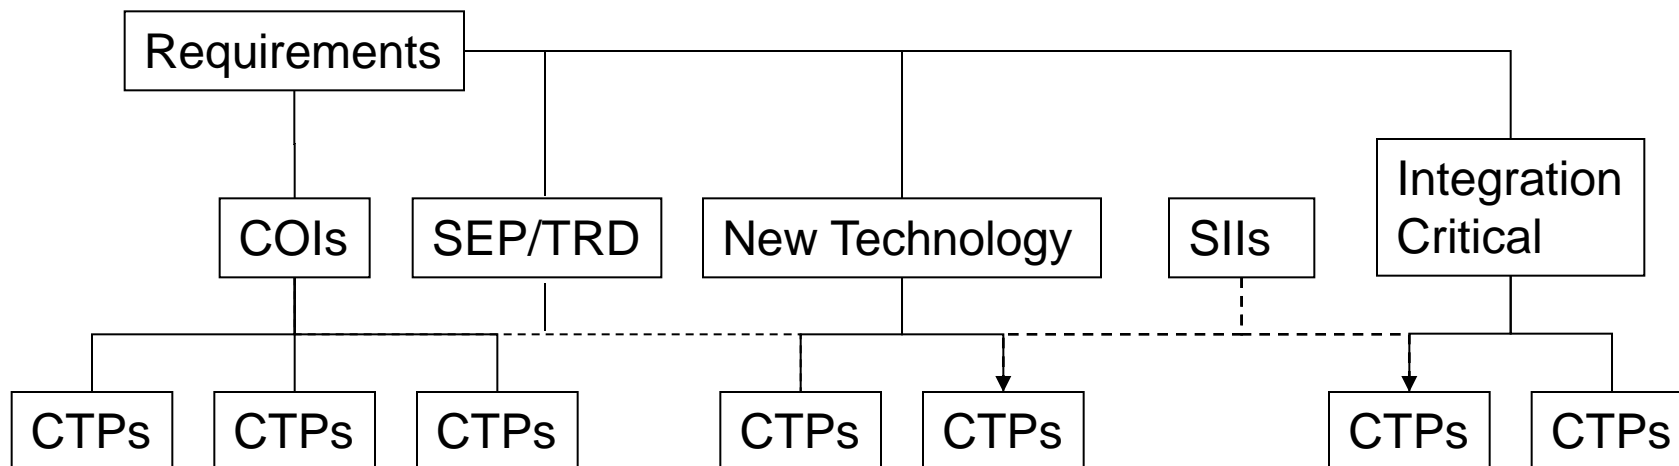 Requirements
Integration
Critical
COIs
SEP/TRD
New Technology
SIIs
CTPs
CTPs
CTPs
CTPs
CTPs
CTPs
CTPs